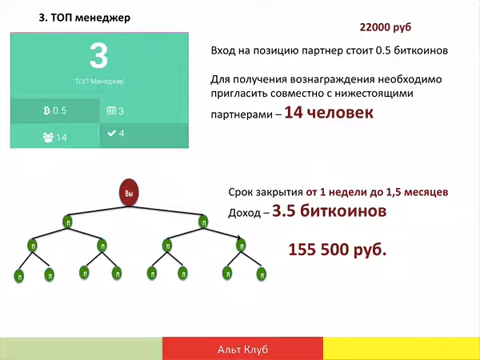 3. ТОП менеджер
22000 руб
3
ТОП Менеджер
Ƀ 0.5
3
14
4
Вход на позицию партнер стоит 0.5 биткоинов
Для получения вознаграждения необходимо
пригласить совместно с нижестоящими
партнерами – 14 человек
Вы
П
П
П
П
П
П
П
П
П
П
П
П
П
П
Срок закрытия от 1 недели до 1,5 месяцев
Доход – 3.5 биткоинов
155 500 руб.
Альт Клуб